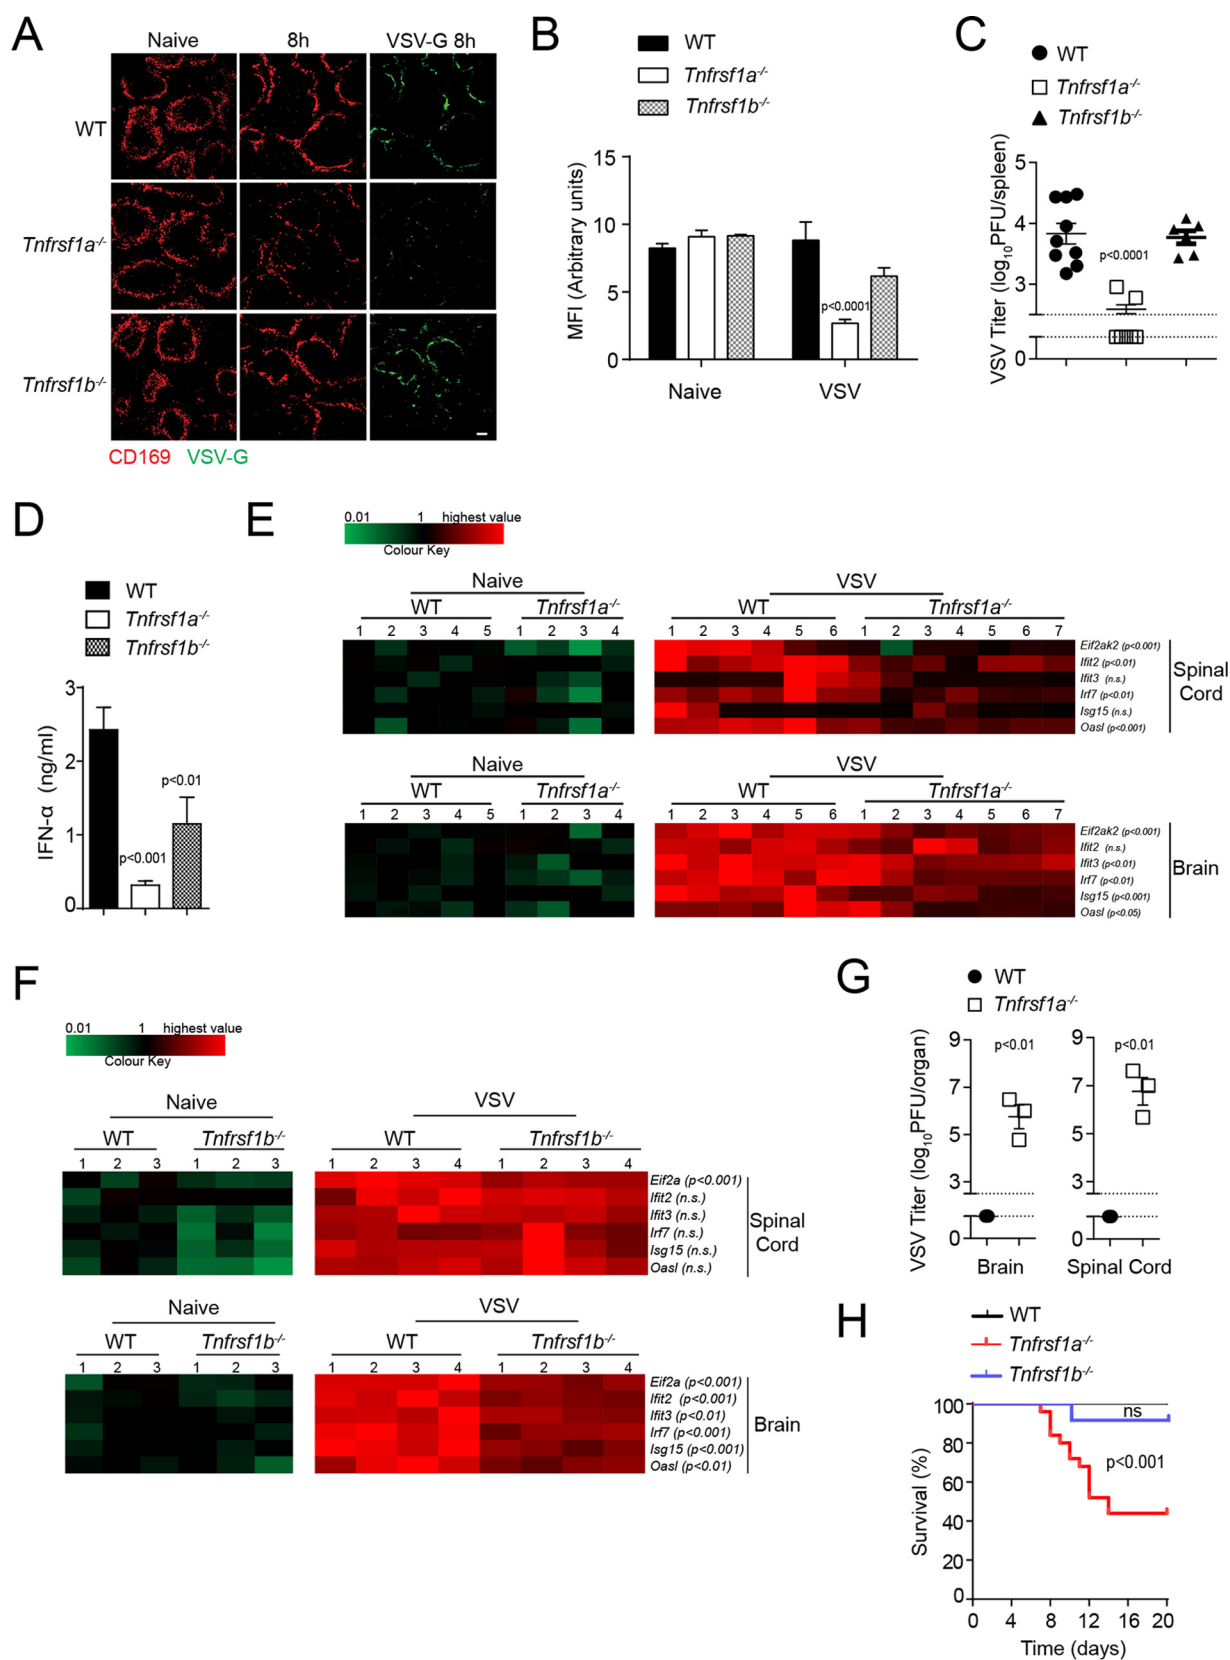 A
Naive 8h VSV-G 8h
WT
Tnfrsf1a-/-
Tnfrsf1b-/-
CD169 VSV-G
B
WT
Tnfrsf1a-/-
Tnfrsf1b-/-
MFI (Arbitrary units)
15
10
5
0
p<0.0001
Naive VSV
C
WT
Tnfrsf1a-/-
Tnfrsf1b-/-
VSV Titer (log10PFU/spleen)
5
4
3
0
p<0.0001
D
WT
Tnfrsf1a-/-
Tnfrsf1b-/-
IFN-α (ng/ml)
3
2
1
0
p<0.001
p<0.01
E
0.01 1 highest value
Colour Key
Naive VSV
WT Tnfrsf1a-/- WT Tnfrsf1a-/-
1 2 3 4 5 1 2 3 4 1 2 3 4 5 6 1 2 3 4 5 6 7
Eif2ak2 (p<0.001)
Ifit2 (p<0.01)
Ifit3 (n.s.)
Irf7 (p<0.01)
Isg15 (n.s.)
Oasl (p<0.001)
Spinal
Cord
Naive VSV
WT Tnfrsf1a-/- WT Tnfrsf1a-/-
1 2 3 4 5 1 2 3 4 1 2 3 4 5 6 1 2 3 4 5 6 7
Eif2ak2 (p<0.001)
Ifit2 (n.s.)
Ifit3 (p<0.01)
Irf7 (p<0.01)
Isg15 (p<0.001)
Oasl (p<0.05)
Brain
F
0.01 1 highest value
Colour Key
Naive VSV
WT Tnfrsf1b-/- WT Tnfrsf1b-/-
1 2 3 1 2 3 1 2 3 4 1 2 3 4
Eif2a (p<0.001)
Ifit2 (n.s.)
Ifit3 (n.s.)
Irf7 (n.s.)
Isg15 (n.s.)
Oasl (n.s.)
Spinal
Cord
Naive VSV
WT Tnfrsf1b-/- WT Tnfrsf1b-/-
1 2 3 1 2 3 1 2 3 4 1 2 3 4
Eif2a (p<0.001)
Ifit2 (p<0.001)
Ifit3 (p<0.01)
Irf7 (p<0.001)
Isg15 (p<0.001)
Oasl (p<0.01)
Brain
G
WT
Tnfrsf1a-/-
VSV Titer (log10PFU/organ)
9
7
5
3
0
p<0.01
Brain
9
7
5
3
0
p<0.01
Spinal Cord
H
WT
Tnfrsf1a-/-
Tnfrsf1b-/-
Survival (%)
100
80
60
40
20
0
ns
p<0.001
0 4 8 12 16 20
Time (days)